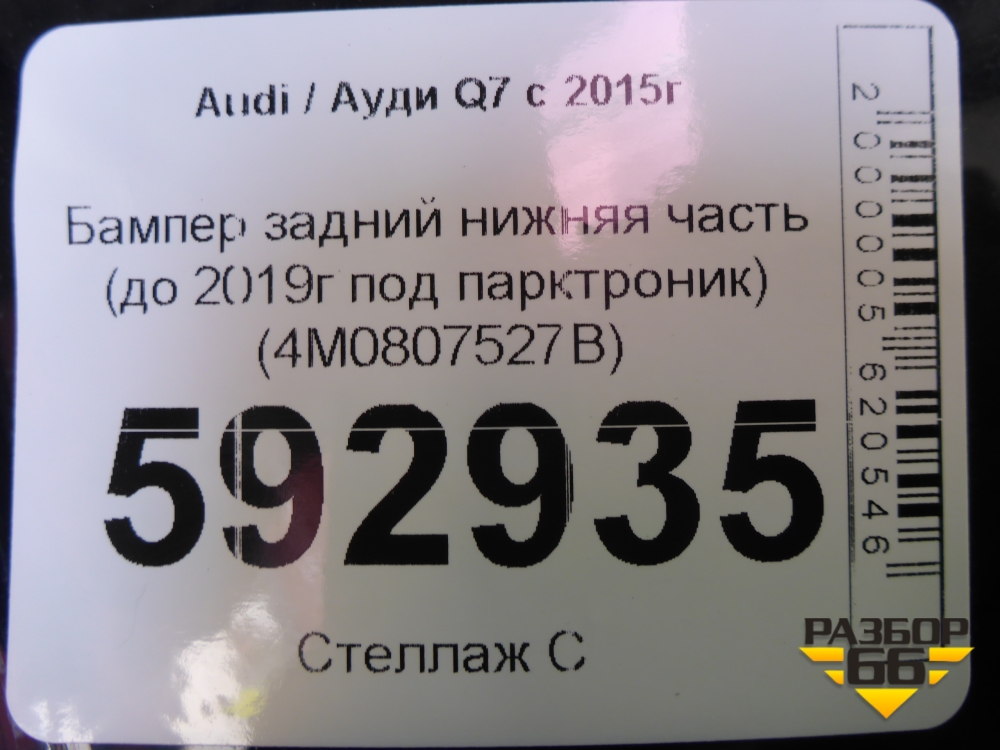 Audi / Ауди Q7 с 2015г
Бампер задний нижняя часть
(до 2019г под парктроник)
(4M0807527B)
592935
Стеллаж С
2000005620546
РАЗБОР
66